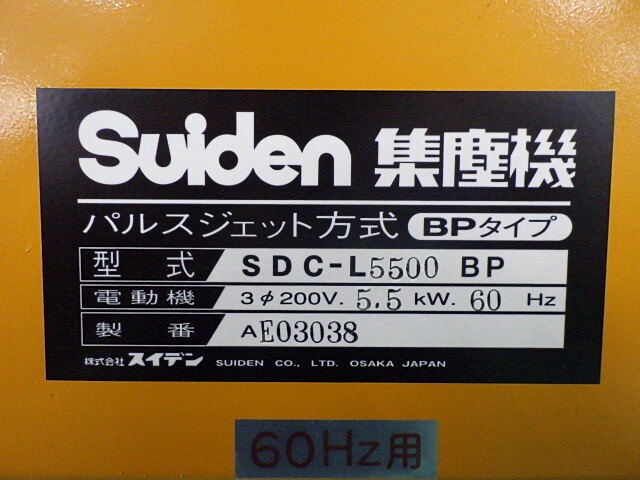 Suiden 集塵機
パルスジェット方式 BPタイプ
型式 SDC-L5500 BP
電動機 3φ200V. 5.5 kW. 60 Hz
製番 AE03038
株式会社 スイデン SUIDEN CO., LTD. OSAKA JAPAN
60Hz用